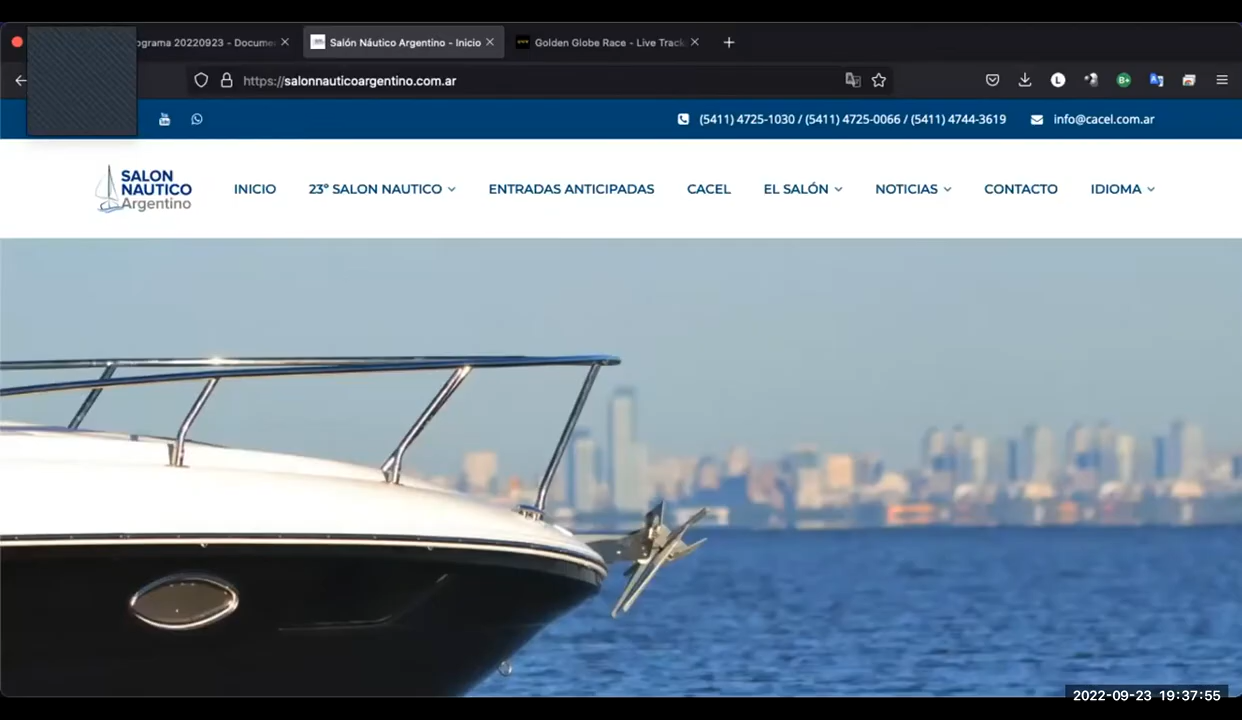 ograma 20220923 - Docume
Salón Náutico Argentino - Inicio
Golden Globe Race - Live Track
https://salonnauticoargentino.com.ar
(5411) 4725-1030 / (5411) 4725-0066 / (5411) 4744-3619
info@cacel.com.ar
SALON
NAUTICO
Argentino
INICIO
23º SALON NAUTICO
ENTRADAS ANTICIPADAS
CACEL
EL SALÓN
NOTICIAS
CONTACTO
IDIOMA
2022-09-23 19:37:55